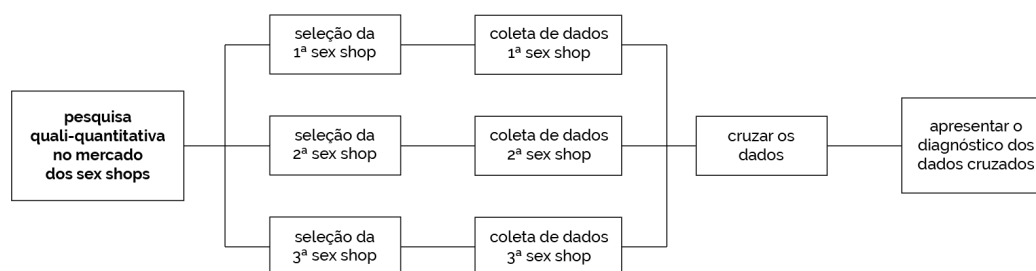 pesquisa
quali-quantitativa
no mercado
dos sex shops
seleção da
1ª sex shop
coleta de dados
1ª sex shop
seleção da
2ª sex shop
coleta de dados
2ª sex shop
seleção da
3ª sex shop
coleta de dados
3ª sex shop
cruzar os
dados
apresentar o
diagnóstico dos
dados cruzados